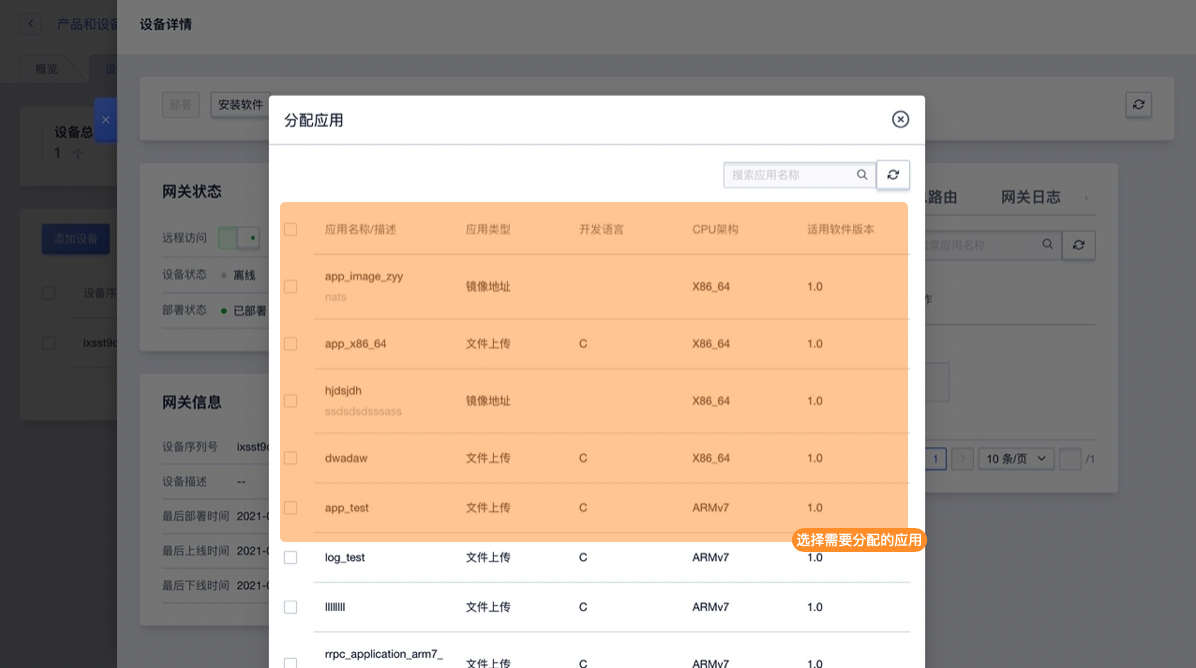 产品和设备
设备详情
概览
设
部署
安装软件
分配应用
设备总
1 个
搜索应用名称
网关状态
路由
网关日志
远程访问
应用名称/描述 应用类型 开发语言 CPU架构 适用软件版本
添加设备
索应用名称
设备状态
离线
app_image_zyy
nats
镜像地址 X86_64 1.0
设备序
作
部署状态
已部署
ixsst9c
app_x86_64 文件上传 C X86_64 1.0
hjdsjdh
ssdsdsdsssass
镜像地址 X86_64 1.0
网关信息
设备序列号 ixsst9c
dwadaw 文件上传 C X86_64 1.0
1
10 条/页
/1
设备描述 --
最后部署时间 2021-0
app_test 文件上传 C ARMv7 1.0
选择需要分配的应用
最后上线时间 2021-0
log_test 文件上传 C ARMv7 1.0
最后下线时间 2021-0
llllllll 文件上传 C ARMv7 1.0
rrpc_application_arm7_
文件上传 C ARMv7 1.0